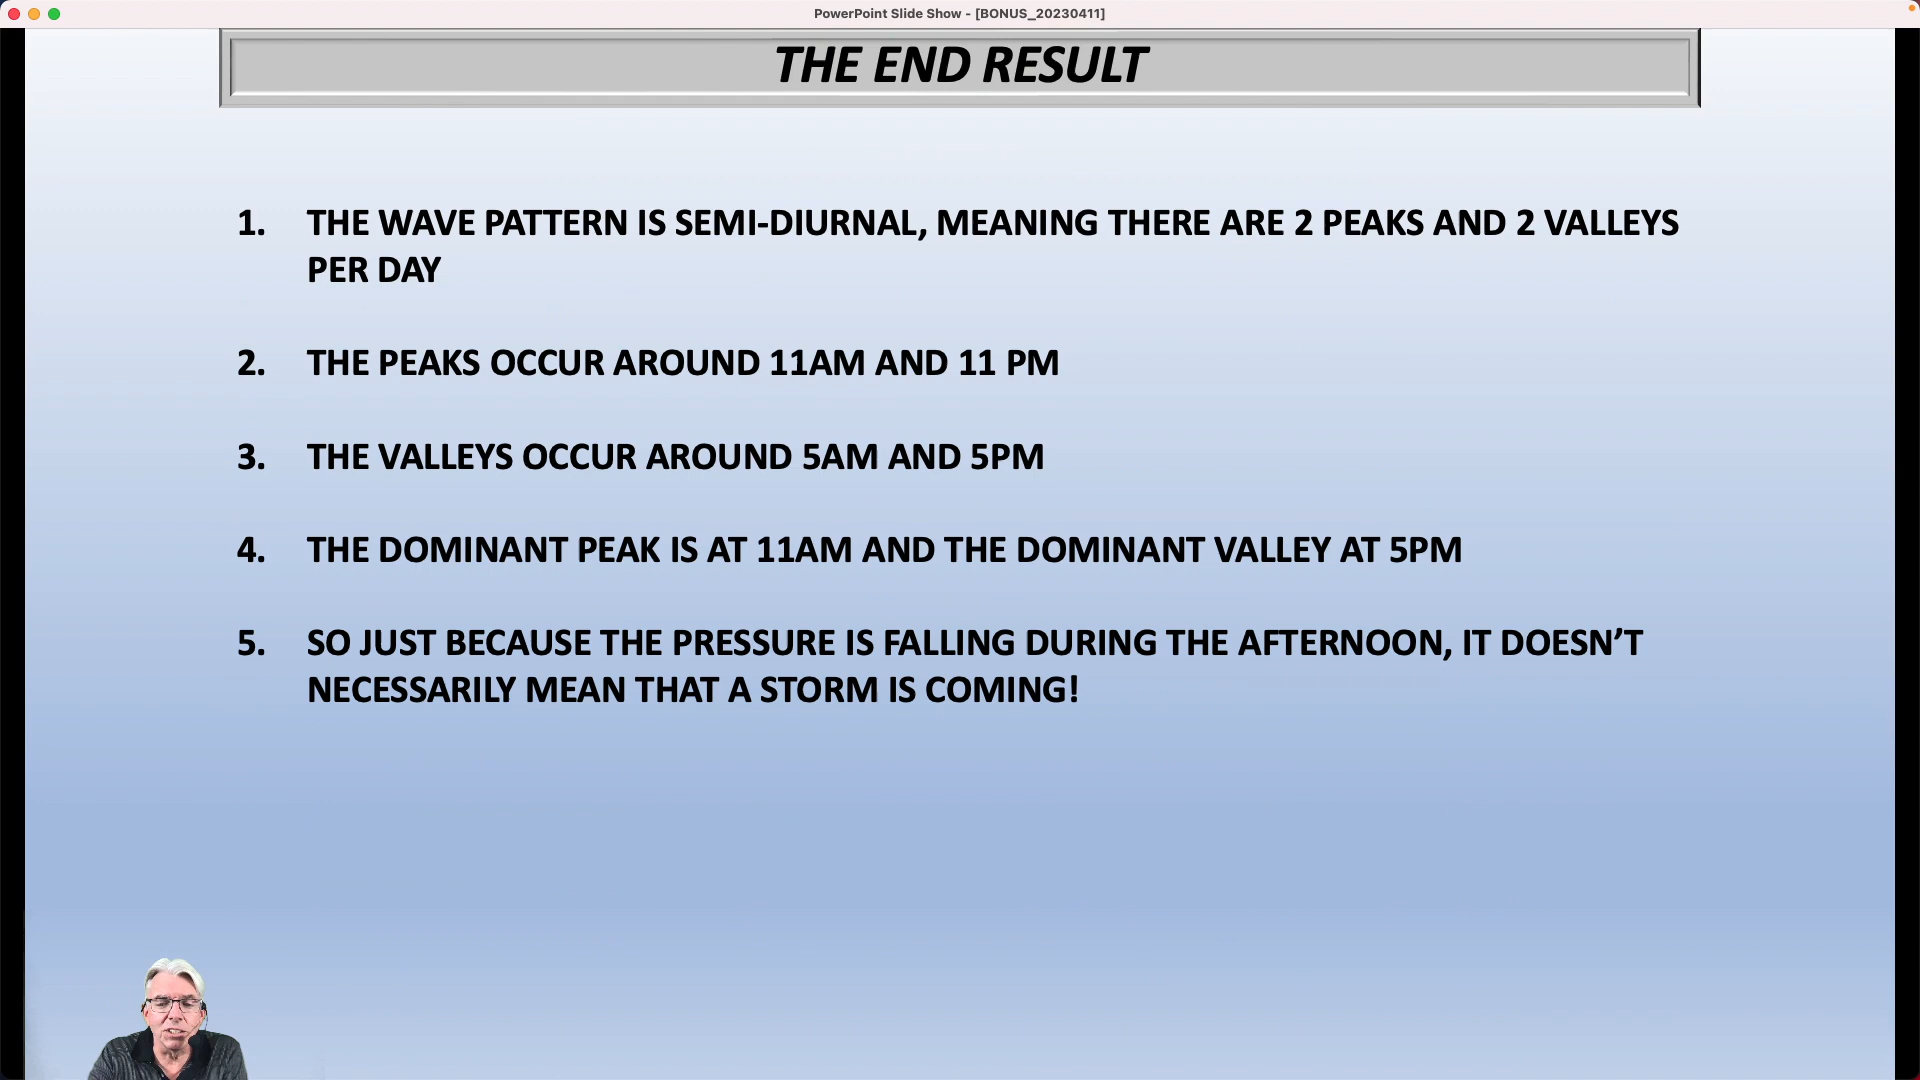 PowerPoint Slide Show - [BONUS_20230411]
THE END RESULT
1. THE WAVE PATTERN IS SEMI-DIURNAL, MEANING THERE ARE 2 PEAKS AND 2 VALLEYS
PER DAY
2. THE PEAKS OCCUR AROUND 11AM AND 11 PM
3. THE VALLEYS OCCUR AROUND 5AM AND 5PM
4. THE DOMINANT PEAK IS AT 11AM AND THE DOMINANT VALLEY AT 5PM
5. SO JUST BECAUSE THE PRESSURE IS FALLING DURING THE AFTERNOON, IT DOESN’T
NECESSARILY MEAN THAT A STORM IS COMING!